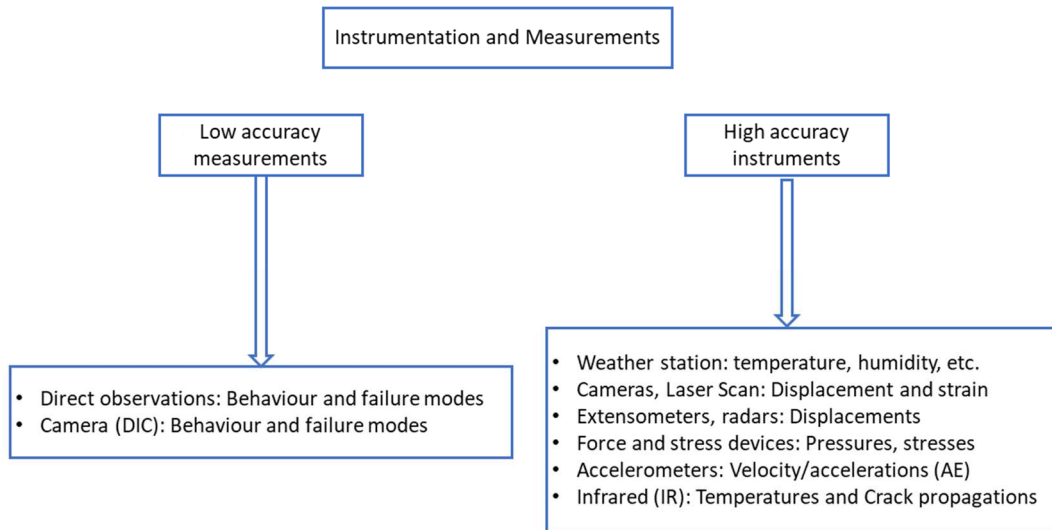 Instrumentation and Measurements
Low accuracy
measurements
High accuracy
instruments
• Direct observations: Behaviour and failure modes
• Camera (DIC): Behaviour and failure modes
• Weather station: temperature, humidity, etc.
• Cameras, Laser Scan: Displacement and strain
• Extensometers, radars: Displacements
• Force and stress devices: Pressures, stresses
• Accelerometers: Velocity/accelerations (AE)
• Infrared (IR): Temperatures and Crack propagations